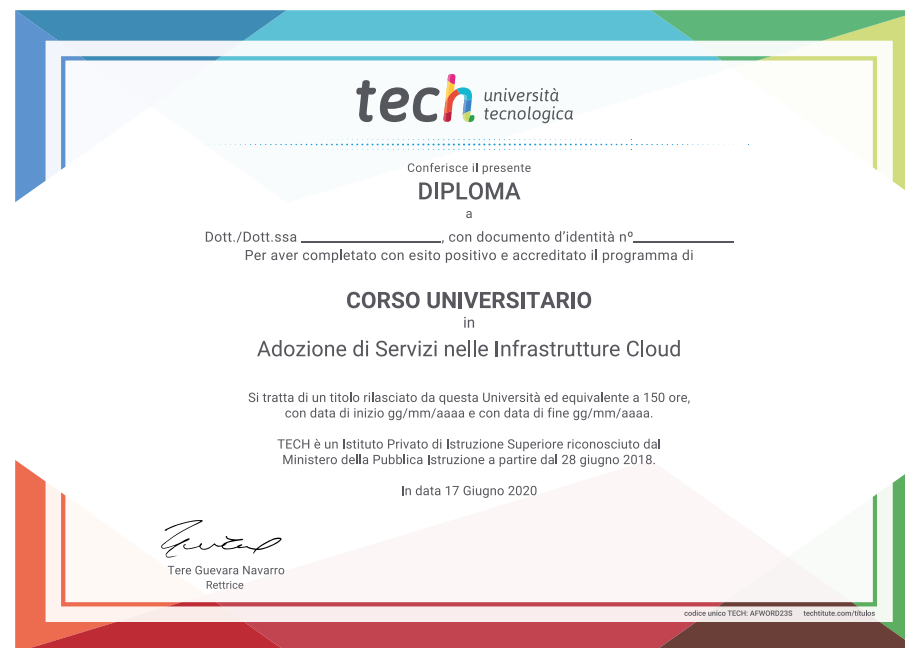 tech università
tecnologica
Conferisce il presente
DIPLOMA
a
Dott./Dott.ssa ____________________, con documento d'identità nº______________
Per aver completato con esito positivo e accreditato il programma di
CORSO UNIVERSITARIO
in
Adozione di Servizi nelle Infrastrutture Cloud
Si tratta di un titolo rilasciato da questa Università ed equivalente a 150 ore,
con data di inizio gg/mm/aaaa e con data di fine gg/mm/aaaa.
TECH è un Istituto Privato di Istruzione Superiore riconosciuto dal
Ministero della Pubblica Istruzione a partire dal 28 giugno 2018.
In data 17 Giugno 2020
Tere Guevara Navarro
Rettrice
codice unico TECH: AFWORD23S techtitute.com/títulos